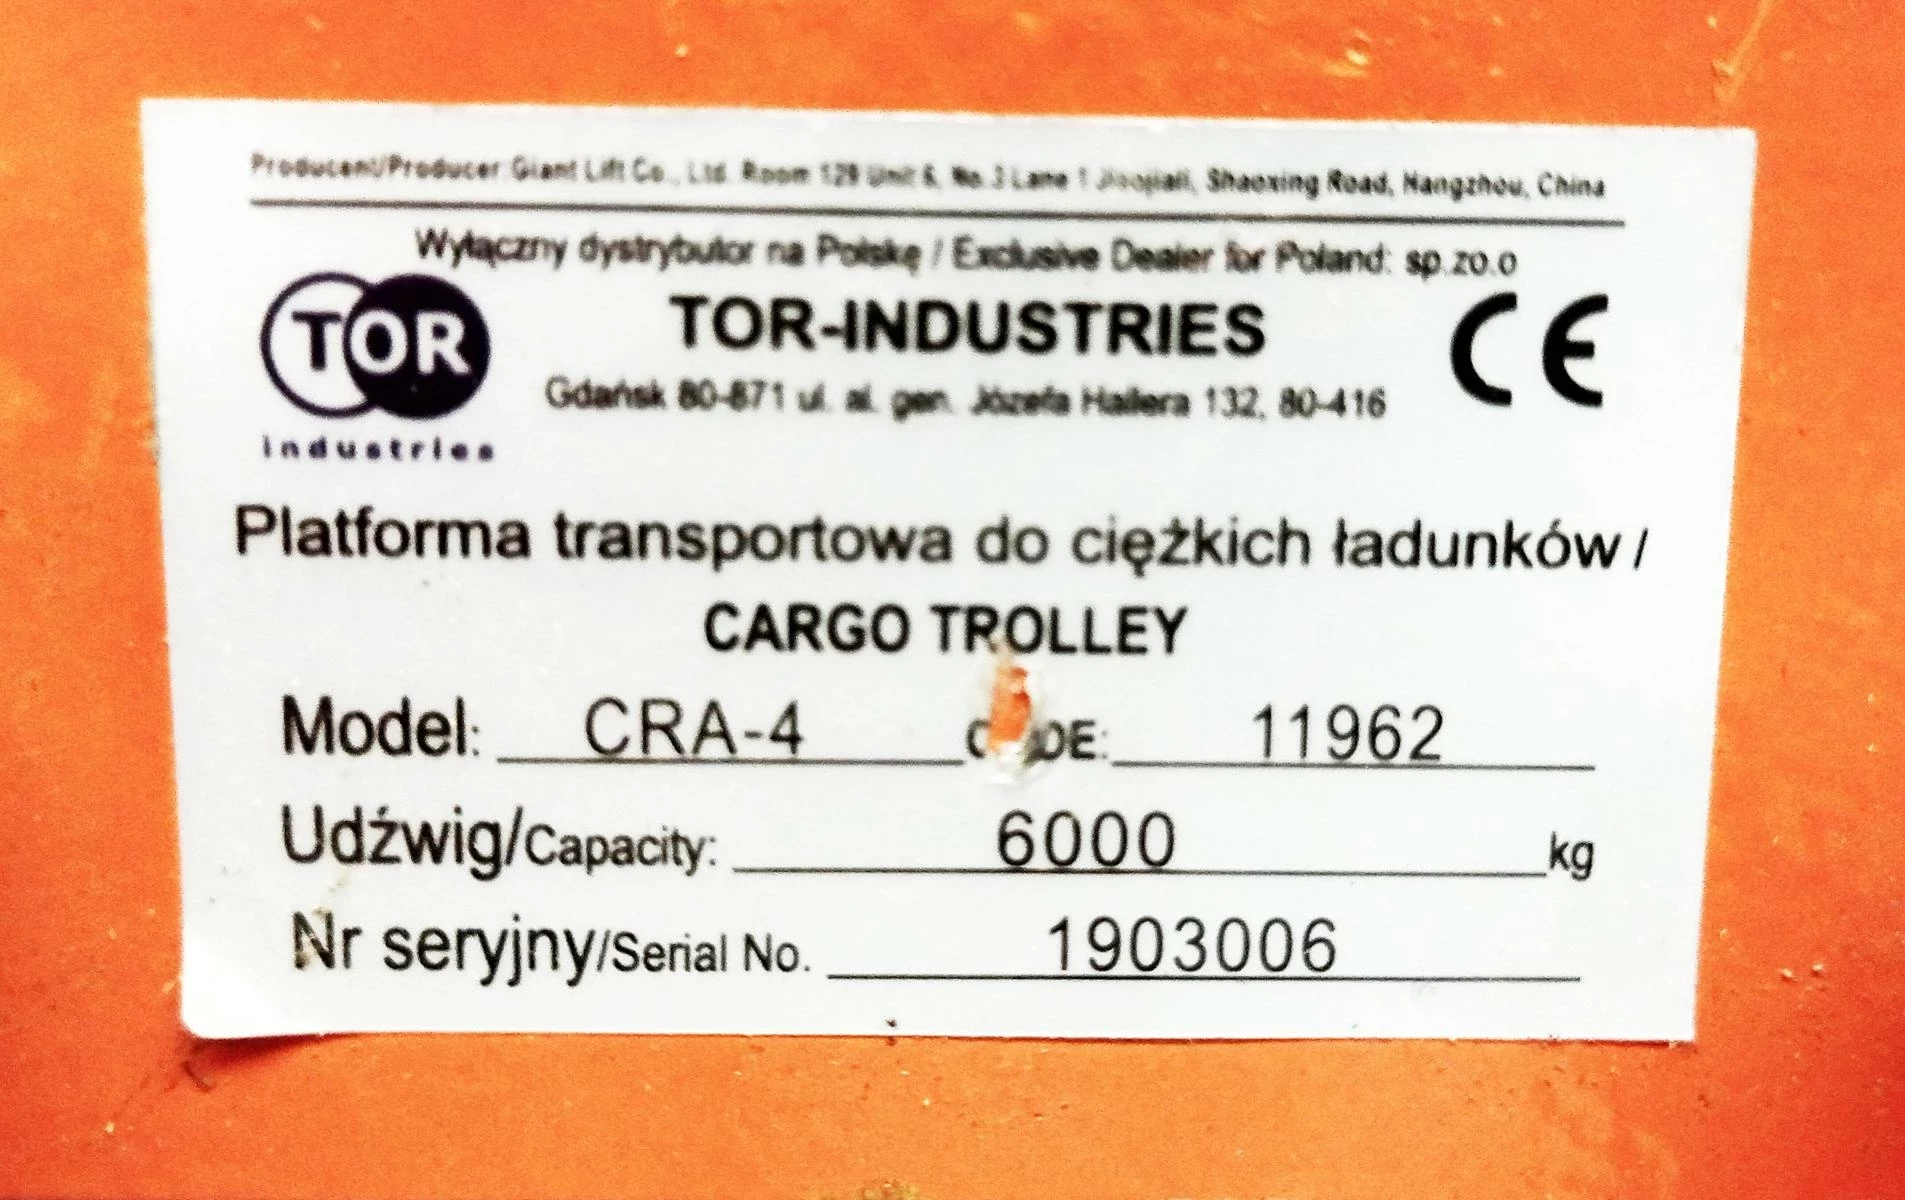 Producent/Producer: Giant Lift Co., Ltd. Room 129 Unit 6, No.3 Lane 1 Shaoxing Road, Hangzhou, China
Wyłączny dystrybutor na Polskę / Exclusive Dealer for Poland: sp.zo.o
TOR
industries
TOR-INDUSTRIES
CE
Gdańsk 80-871 ul. al. gen. Józefa Hallera 132, 80-416
Platforma transportowa do ciężkich ładunków /
CARGO TROLLEY
Model: CRA-4 CODE: 11962
Udźwig/Capacity: 6000 kg
Nr seryjny/Serial No. 1903006